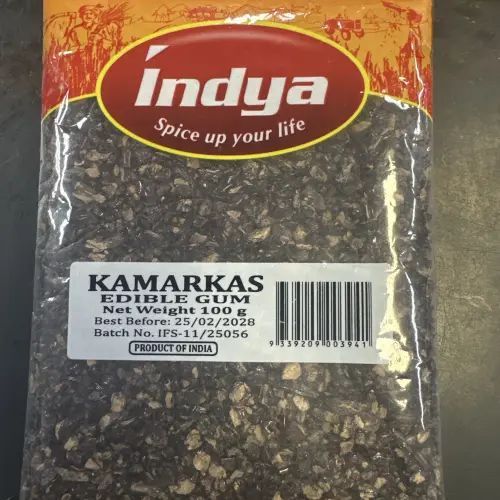 índya
Spice up your life
KAMARKAS
EDIBLE GUM
Net Weight 100 g
Best Before: 25/02/2028
Batch No. IFS-11/25056
PRODUCT OF INDIA
9 339209 003941